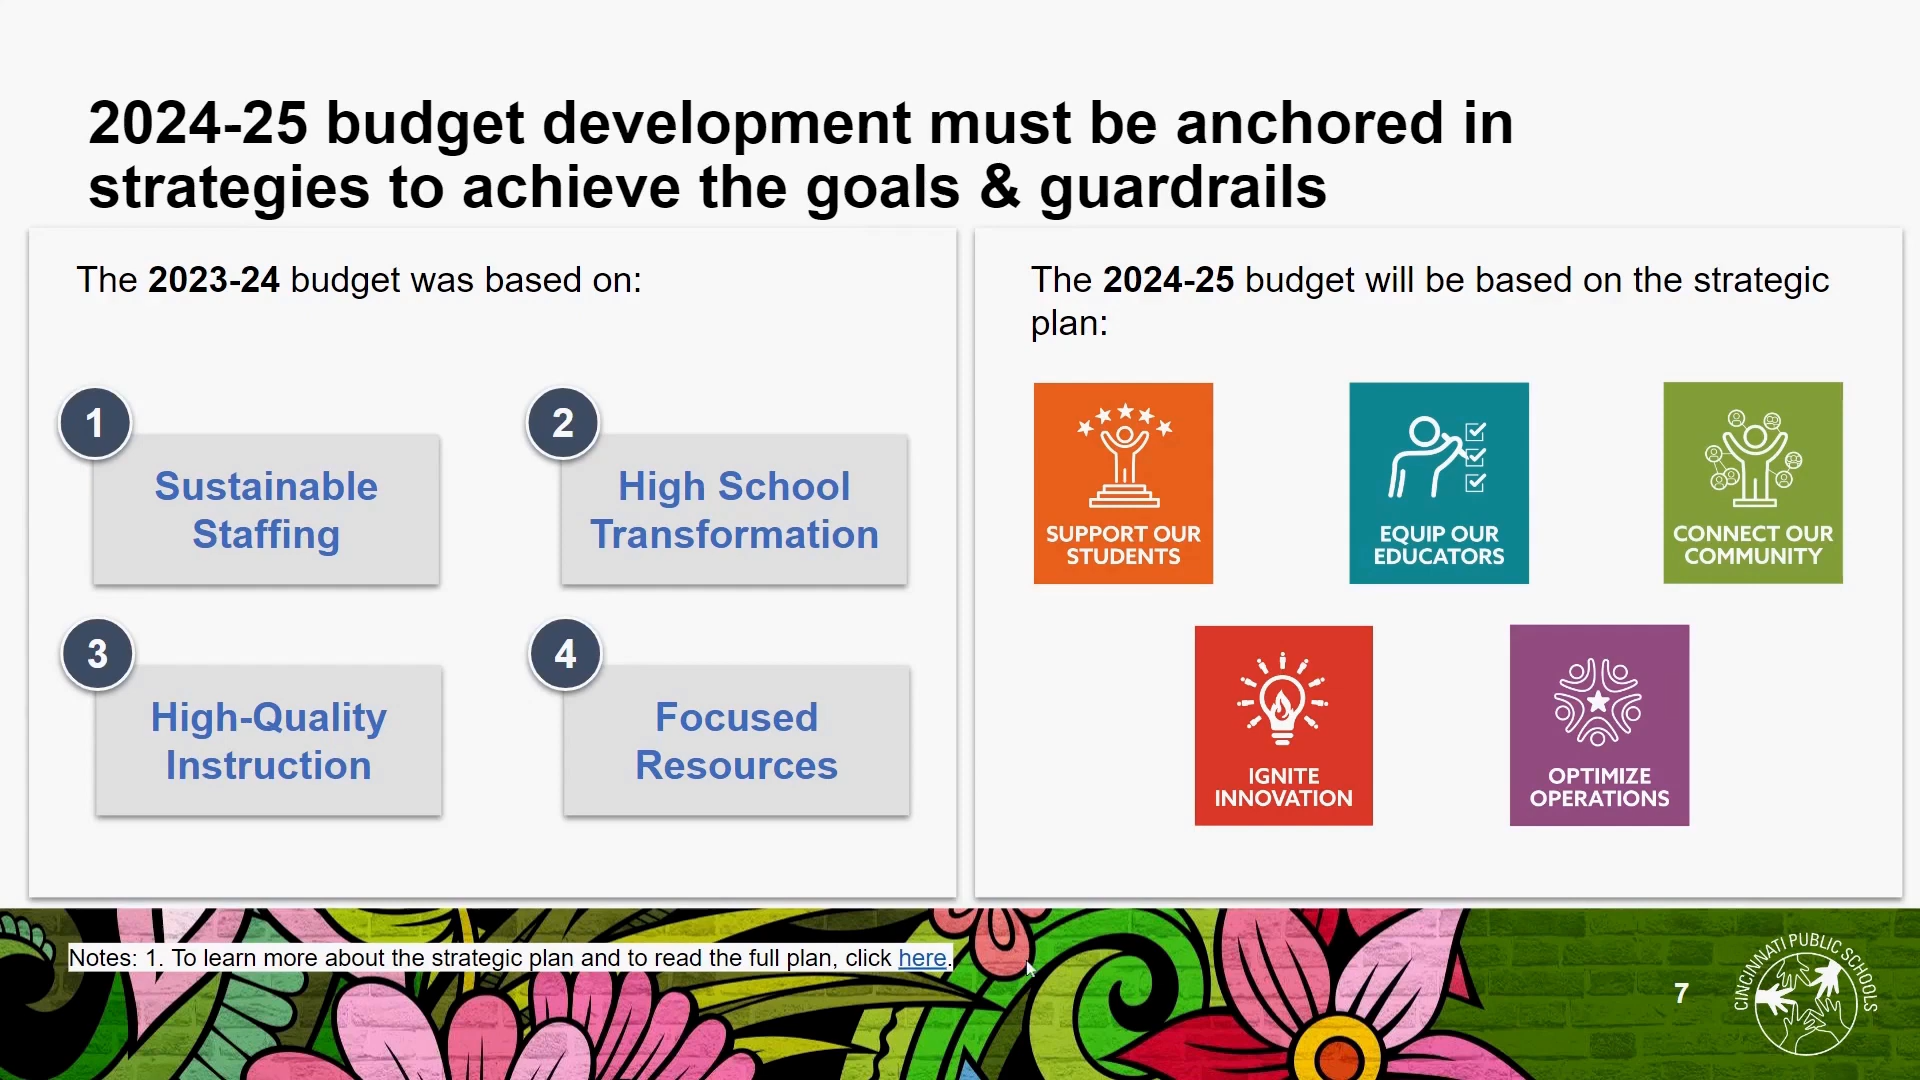 2024-25 budget development must be anchored in
strategies to achieve the goals & guardrails
The 2023-24 budget was based on:
1
Sustainable
Staffing
2
High School
Transformation
3
High-Quality
Instruction
4
Focused
Resources
The 2024-25 budget will be based on the strategic
plan:
SUPPORT OUR
STUDENTS
EQUIP OUR
EDUCATORS
CONNECT OUR
COMMUNITY
IGNITE
INNOVATION
OPTIMIZE
OPERATIONS
Notes: 1. To learn more about the strategic plan and to read the full plan, click here.
7
CINCINNATI PUBLIC SCHOOLS